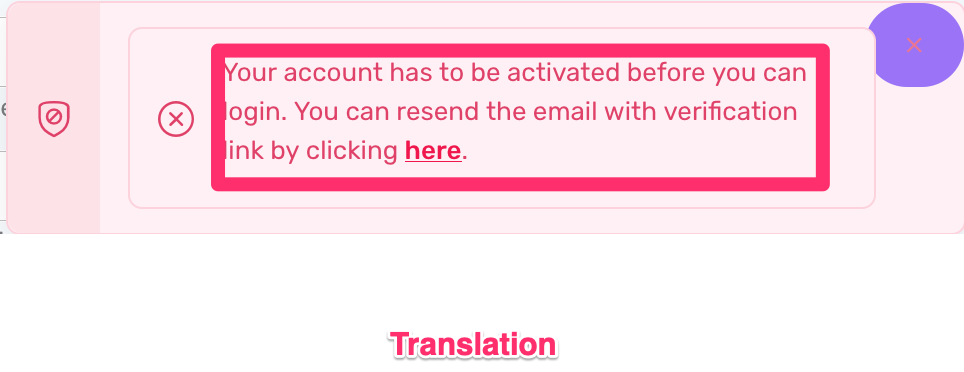 Your account has to be activated before you can
login. You can resend the email with verification
link by clicking here.
Translation